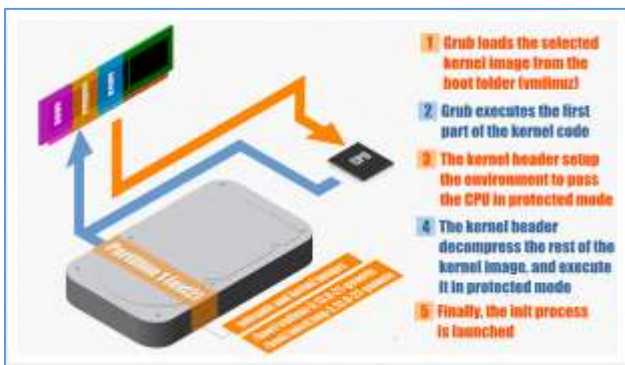 1 Grub loads the selected
kernel image from the
boot folder (vmlinuz)
2 Grub executes the first
part of the kernel code
3 The kernel header setup
the environment to pass
the CPU in protected mode
4 The kernel header
decompress the rest of the
kernel image, and execute
it in protected mode
5 Finally, the init process
is launched
CPU